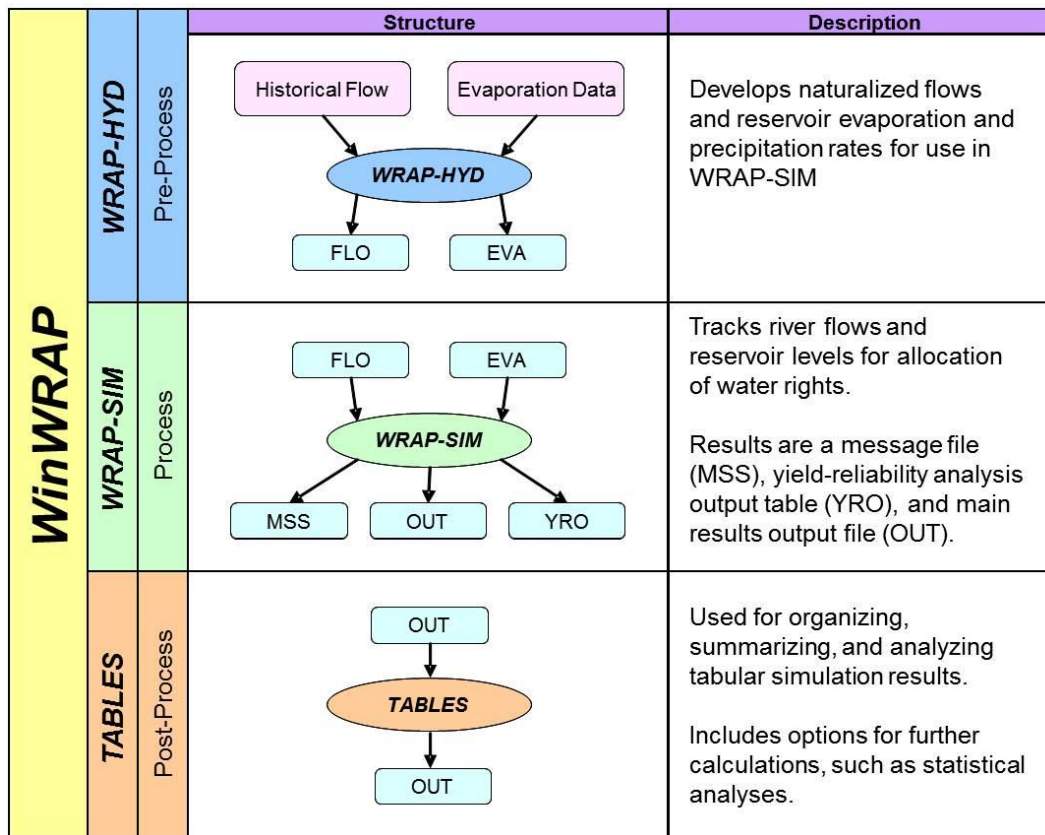 Structure
Description
WinWRAP
WRAP-HYD
Pre-Process
Historical Flow
Evaporation Data
WRAP-HYD
FLO
EVA
Develops naturalized flows
and reservoir evaporation and
precipitation rates for use in
WRAP-SIM
WRAP-SIM
Process
FLO
EVA
WRAP-SIM
MSS
OUT
YRO
Tracks river flows and
reservoir levels for allocation
of water rights.
Results are a message file
(MSS), yield-reliability analysis
output table (YRO), and main
results output file (OUT).
TABLES
Post-Process
OUT
TABLES
OUT
Used for organizing,
summarizing, and analyzing
tabular simulation results.
Includes options for further
calculations, such as statistical
analyses.